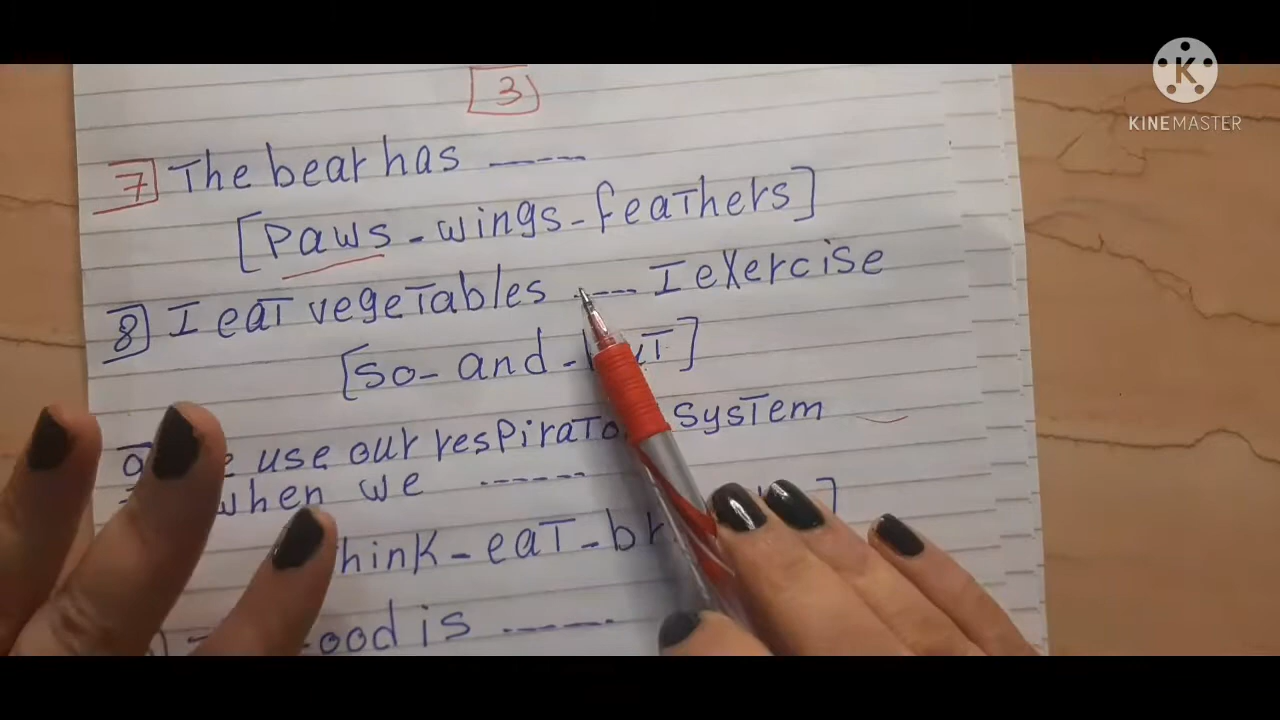 3
KINEMASTER
7 The bear has -----
[Paws - wings - feathers]
8 I eat vegetables ---- I exercise
[so - and - but]
9 use our respiratory system
when we ------
think - eat - br
is -----